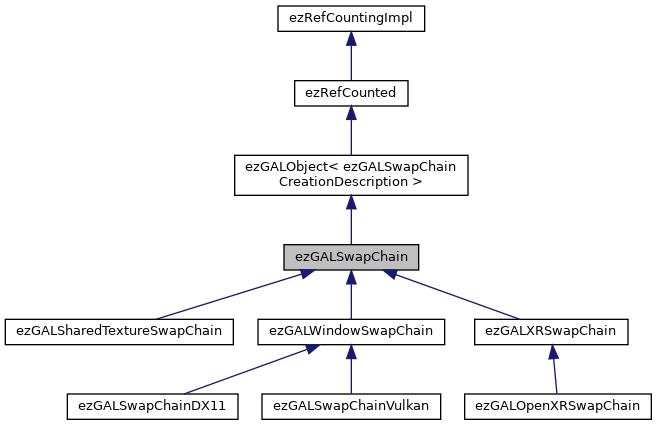 ezRefCountingImpl
ezRefCounted
ezGALObject< ezGALSwapChain
CreationDescription >
ezGALSwapChain
ezGALSharedTextureSwapChain
ezGALWindowSwapChain
ezGALXRSwapChain
ezGALSwapChainDX11
ezGALSwapChainVulkan
ezGALOpenXRSwapChain